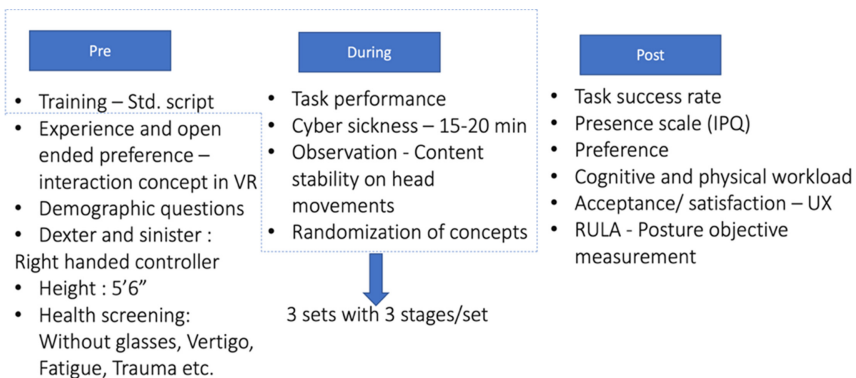 Pre
• Training – Std. script
• Experience and open
ended preference –
interaction concept in VR
• Demographic questions
• Dexter and sinister :
Right handed controller
• Height : 5’6”
• Health screening:
Without glasses, Vertigo,
Fatigue, Trauma etc.
During
• Task performance
• Cyber sickness – 15-20 min
• Observation - Content
stability on head
movements
• Randomization of concepts
3 sets with 3 stages/set
Post
• Task success rate
• Presence scale (IPQ)
• Preference
• Cognitive and physical workload
• Acceptance/ satisfaction – UX
• RULA - Posture objective
measurement